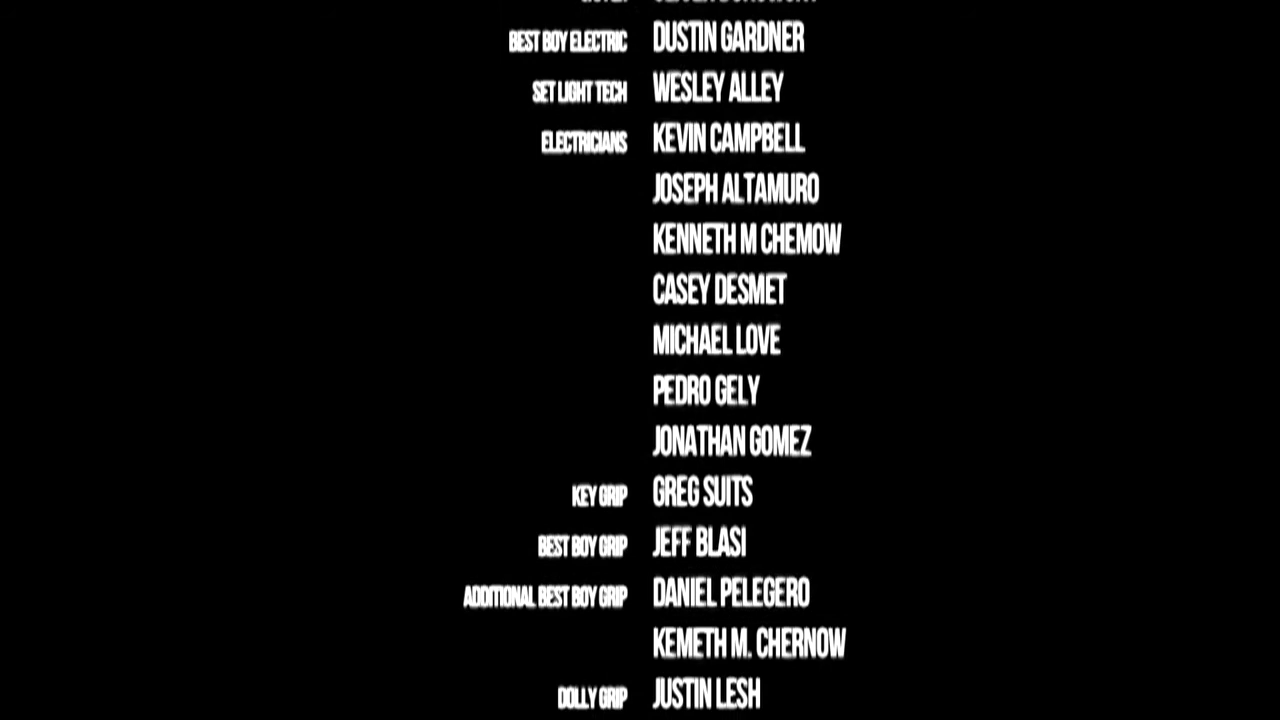 BEST BOY ELECTRIC DUSTIN GARDNER
SET LIGHT TECH WESLEY ALLEY
ELECTRICIANS KEVIN CAMPBELL
JOSEPH ALTAMURO
KENNETH M CHEMOW
CASEY DESMET
MICHAEL LOVE
PEDRO GELY
JONATHAN GOMEZ
KEY GRIP GREG SUITS
BEST BOY GRIP JEFF BLASI
ADDITIONAL BEST BOY GRIP DANIEL PELEGERO
KEMETH M. CHERNOW
DOLLY GRIP JUSTIN LESH